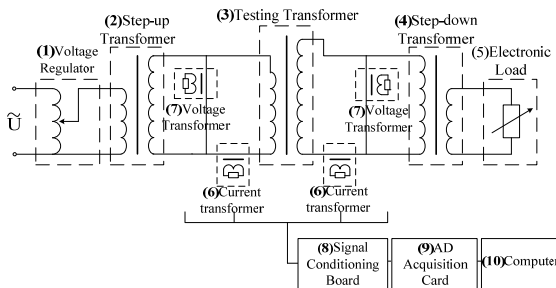 (2)Step-up
Transformer
(3)Testing Transformer
(4)Step-down
Transformer
(1)Voltage
Regulator
(5)Electronic
Load
Ũ
(7)Voltage
Transformer
(7)Voltage
Transformer
(6)Current
transformer
(6)Current
transformer
(8)Signal
Conditioning
Board
(9)AD
Acquisition
Card
(10)Computer